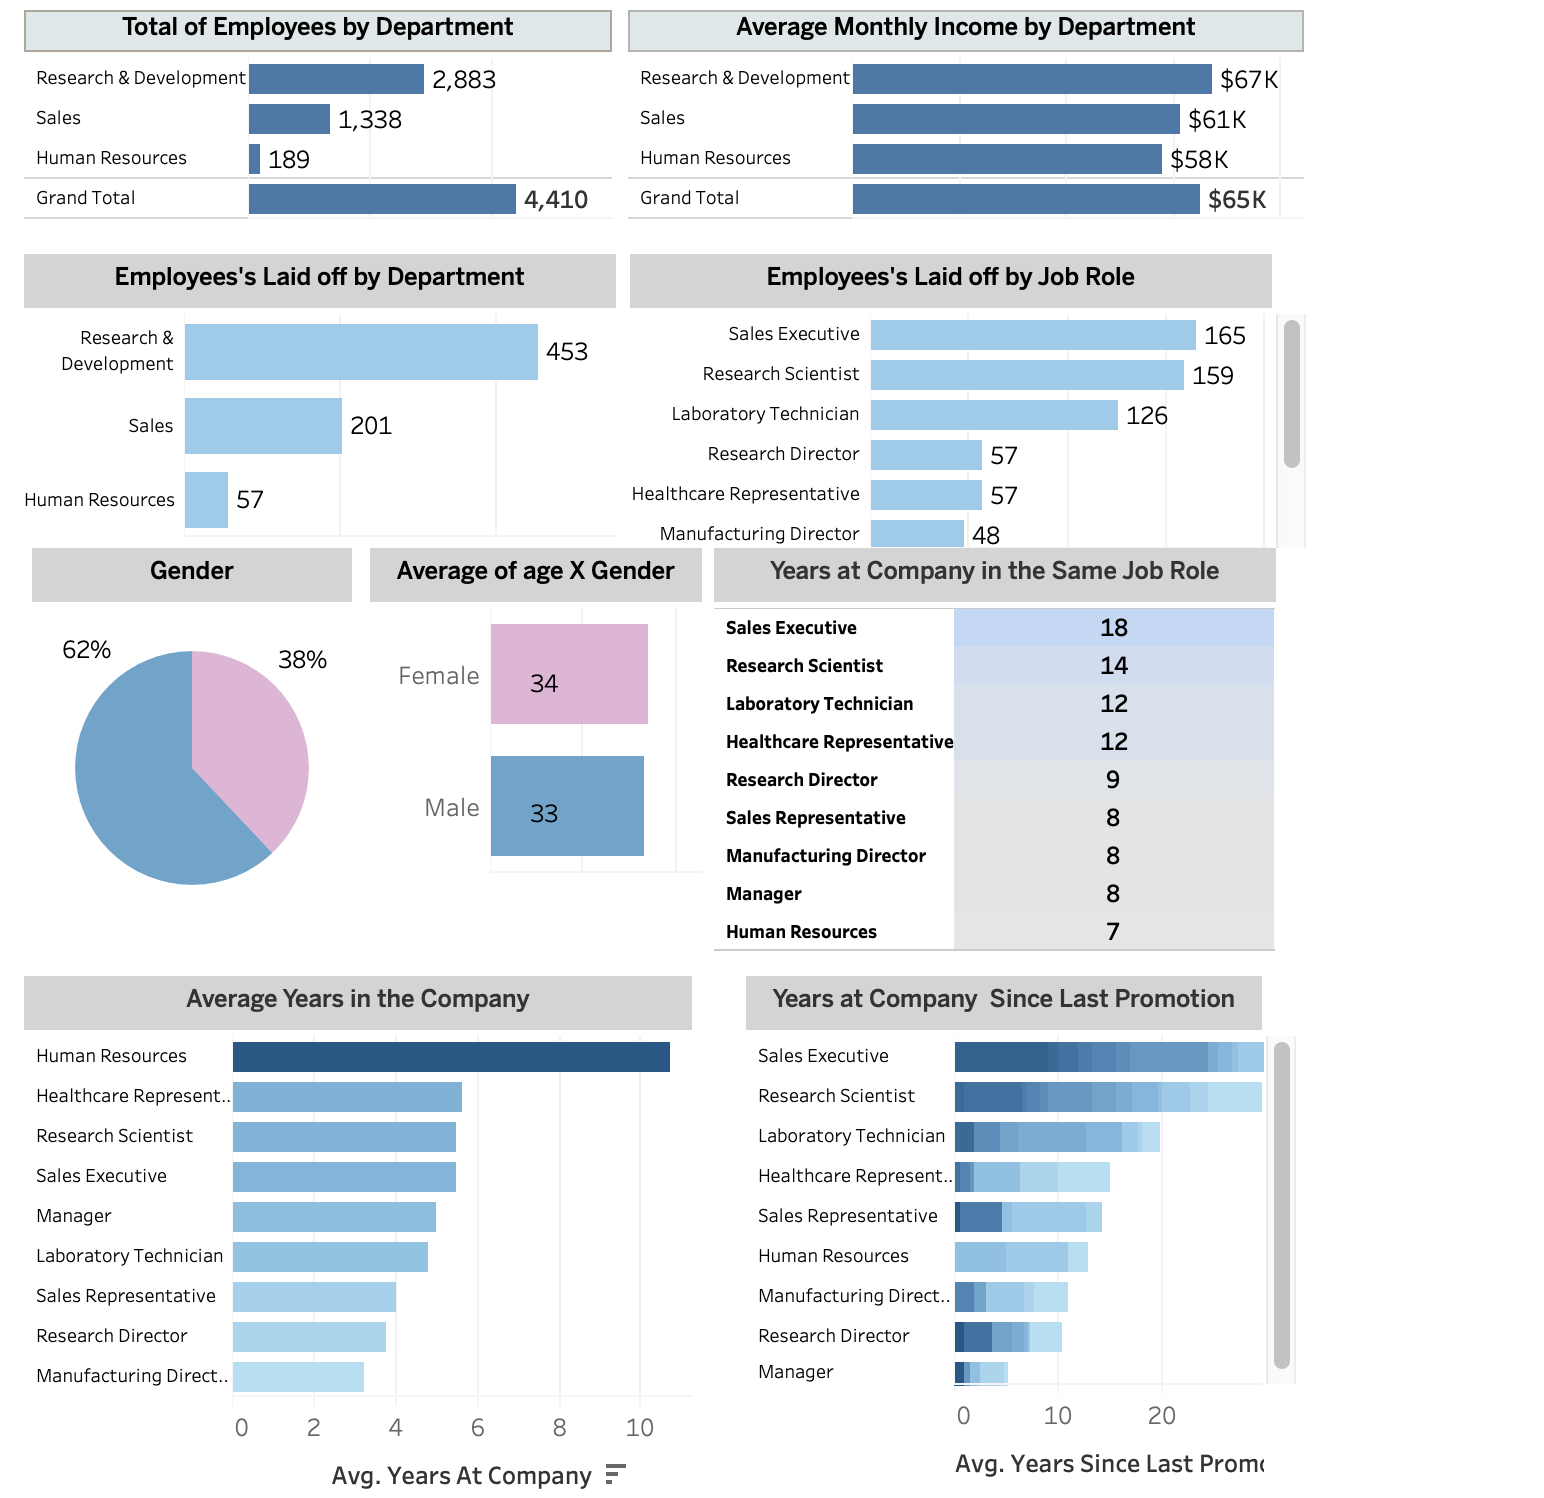 Total of Employees by Department
Research & Development 2,883
Sales 1,338
Human Resources 189
Grand Total 4,410
Average Monthly Income by Department
Research & Development $67K
Sales $61K
Human Resources $58K
Grand Total $65K
Employees's Laid off by Department
Research &
Development
453
Sales 201
Human Resources 57
Employees's Laid off by Job Role
Sales Executive 165
Research Scientist 159
Laboratory Technician 126
Research Director 57
Healthcare Representative 57
Manufacturing Director 48
Gender
62%
38%
Average of age X Gender
Female 34
Male 33
Years at Company in the Same Job Role
Sales Executive 18
Research Scientist 14
Laboratory Technician 12
Healthcare Representative 12
Research Director 9
Sales Representative 8
Manufacturing Director 8
Manager 8
Human Resources 7
Average Years in the Company
Human Resources
Healthcare Represent..
Research Scientist
Sales Executive
Manager
Laboratory Technician
Sales Representative
Research Director
Manufacturing Direct..
0 2 4 6 8 10
Avg. Years At Company
Years at Company Since Last Promotion
Sales Executive
Research Scientist
Laboratory Technician
Healthcare Represent..
Sales Representative
Human Resources
Manufacturing Direct..
Research Director
Manager
0 10 20
Avg. Years Since Last Promo